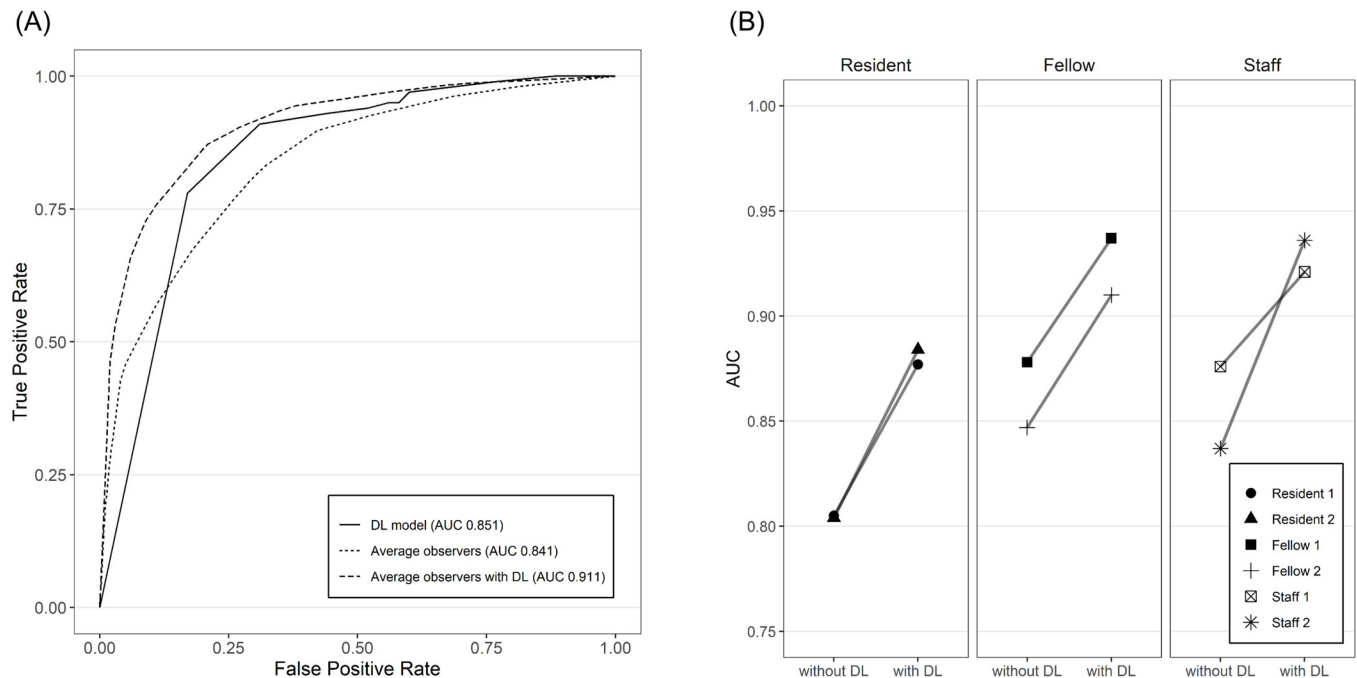 (A)
True Positive Rate
1.00
0.75
0.50
0.25
0.00
DL model (AUC 0.851)
Average observers (AUC 0.841)
Average observers with DL (AUC 0.911)
0.00 0.25 0.50 0.75 1.00
False Positive Rate
(B)
Resident Fellow Staff
AUC
1.00
0.95
0.90
0.85
0.80
0.75
Resident 1
Resident 2
Fellow 1
Fellow 2
Staff 1
Staff 2
without DL with DL without DL with DL without DL with DL